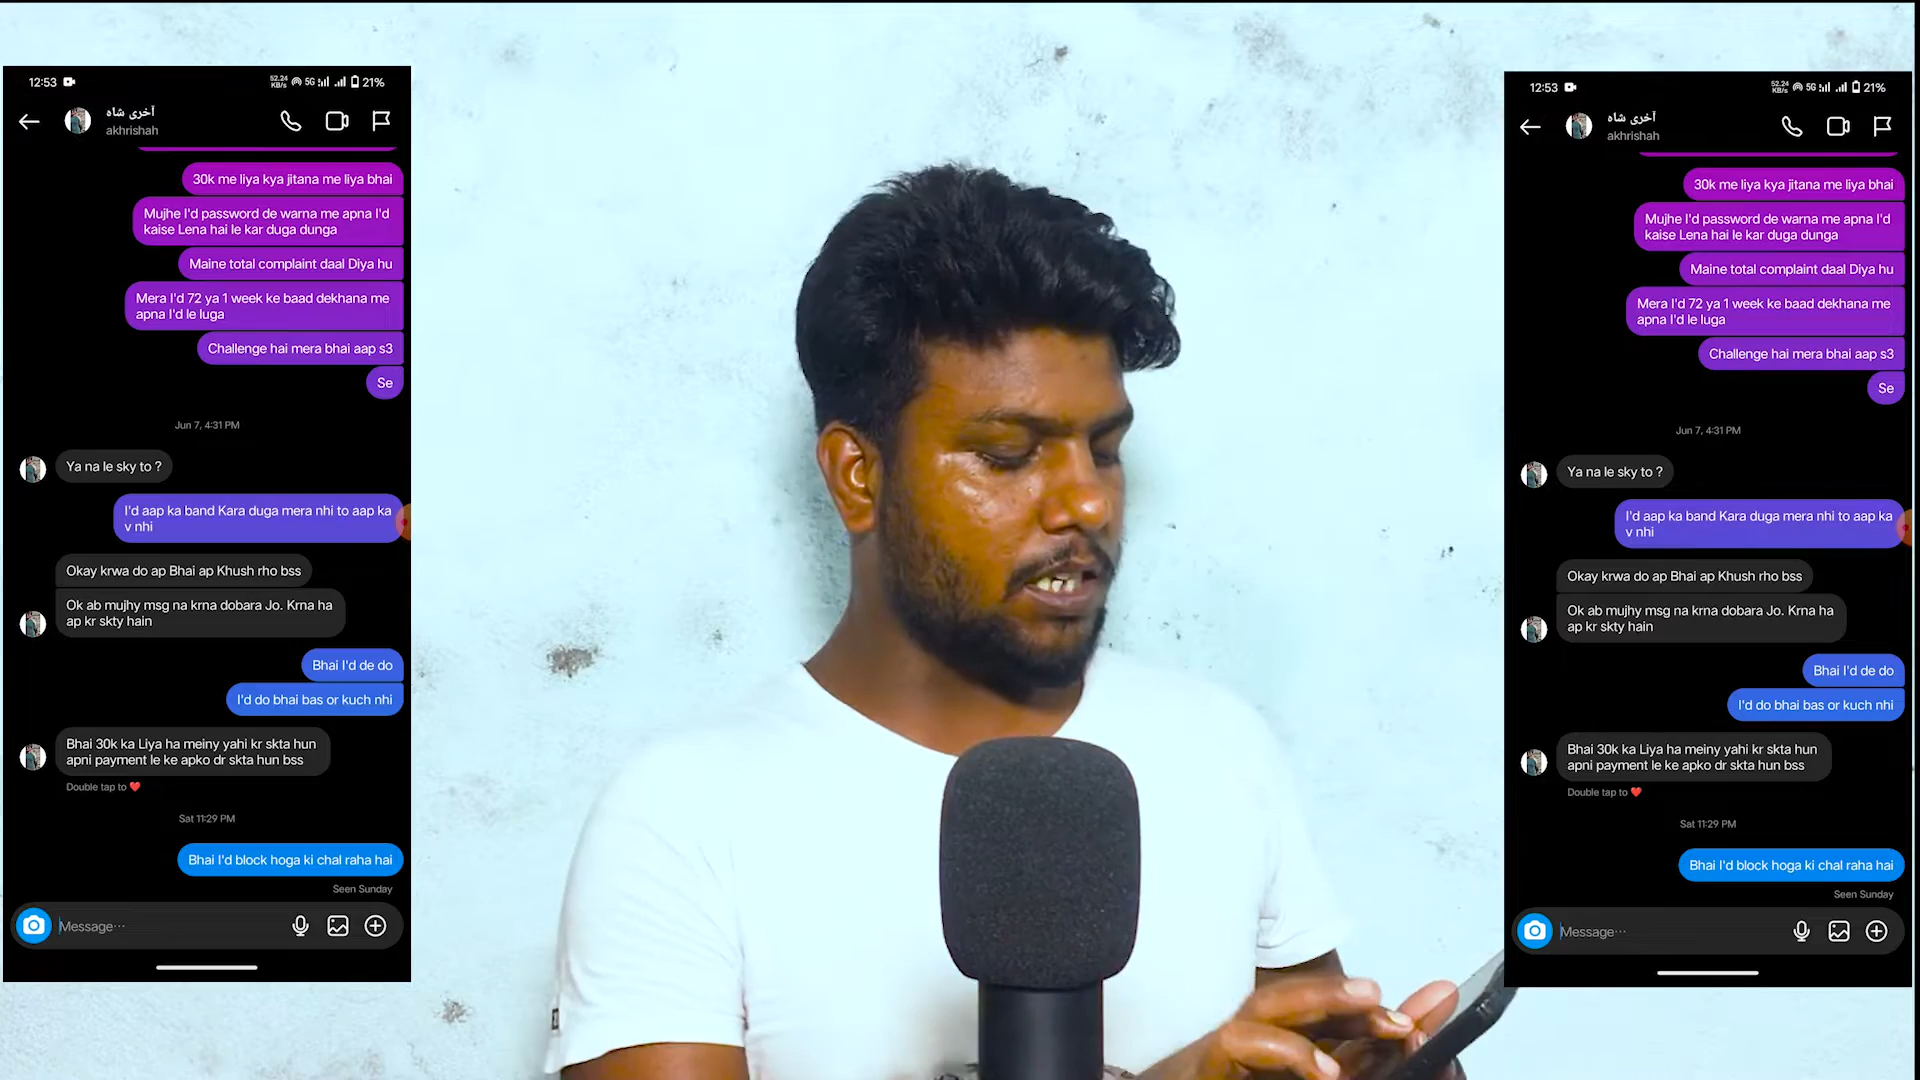 12:53
52.24
KB/s
5G
21%
آخری شاہ
akhrishah
30k me liya kya jitana me liya bhai
Mujhe I'd password de warna me apna I'd
kaise Lena hai le kar duga dunga
Maine total complaint daal Diya hu
Mera I'd 72 ya 1 week ke baad dekhana me
apna I'd le luga
Challenge hai mera bhai aap s3
Se
Jun 7, 4:31 PM
Ya na le sky to ?
I'd aap ka band Kara duga mera nhi to aap ka
v nhi
Okay krwa do ap Bhai ap Khush rho bss
Ok ab mujhy msg na krna dobara Jo. Krna ha
ap kr skty hain
Bhai I'd de do
I'd do bhai bas or kuch nhi
Bhai 30k ka Liya ha meiny yahi kr skta hun
apni payment le ke apko dr skta hun bss
Double tap to ❤️
Sat 11:29 PM
Bhai I'd block hoga ki chal raha hai
Seen Sunday
Message...
12:53
52.24
KB/s
5G
21%
آخری شاہ
akhrishah
30k me liya kya jitana me liya bhai
Mujhe I'd password de warna me apna I'd
kaise Lena hai le kar duga dunga
Maine total complaint daal Diya hu
Mera I'd 72 ya 1 week ke baad dekhana me
apna I'd le luga
Challenge hai mera bhai aap s3
Se
Jun 7, 4:31 PM
Ya na le sky to ?
I'd aap ka band Kara duga mera nhi to aap ka
v nhi
Okay krwa do ap Bhai ap Khush rho bss
Ok ab mujhy msg na krna dobara Jo. Krna ha
ap kr skty hain
Bhai I'd de do
I'd do bhai bas or kuch nhi
Bhai 30k ka Liya ha meiny yahi kr skta hun
apni payment le ke apko dr skta hun bss
Double tap to ❤️
Sat 11:29 PM
Bhai I'd block hoga ki chal raha hai
Seen Sunday
Message...